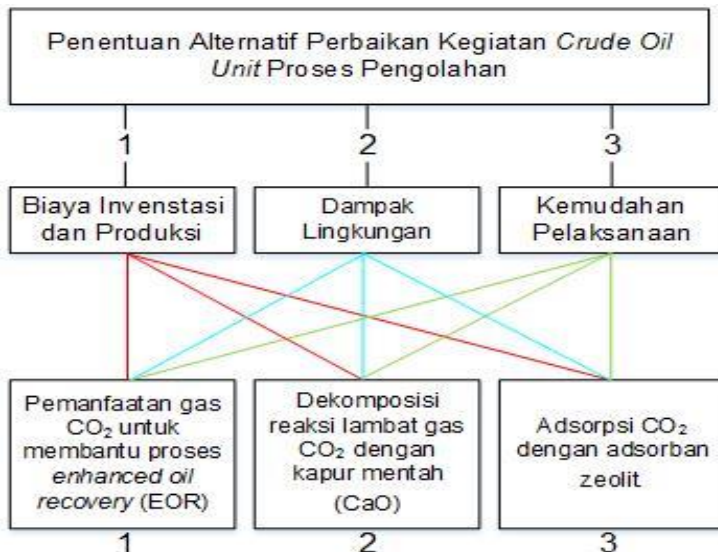 Penentuan Alternatif Perbaikan Kegiatan Crude Oil
Unit Proses Pengolahan
1
2
3
Biaya Invenstasi
dan Produksi
Dampak
Lingkungan
Kemudahan
Pelaksanaan
Pemanfaatan gas
CO₂ untuk
membantu proses
enhanced oil
recovery (EOR)
Dekomposisi
reaksi lambat gas
CO₂ dengan
kapur mentah
(CaO)
Adsorpsi CO₂
dengan adsorban
zeolit
1
2
3